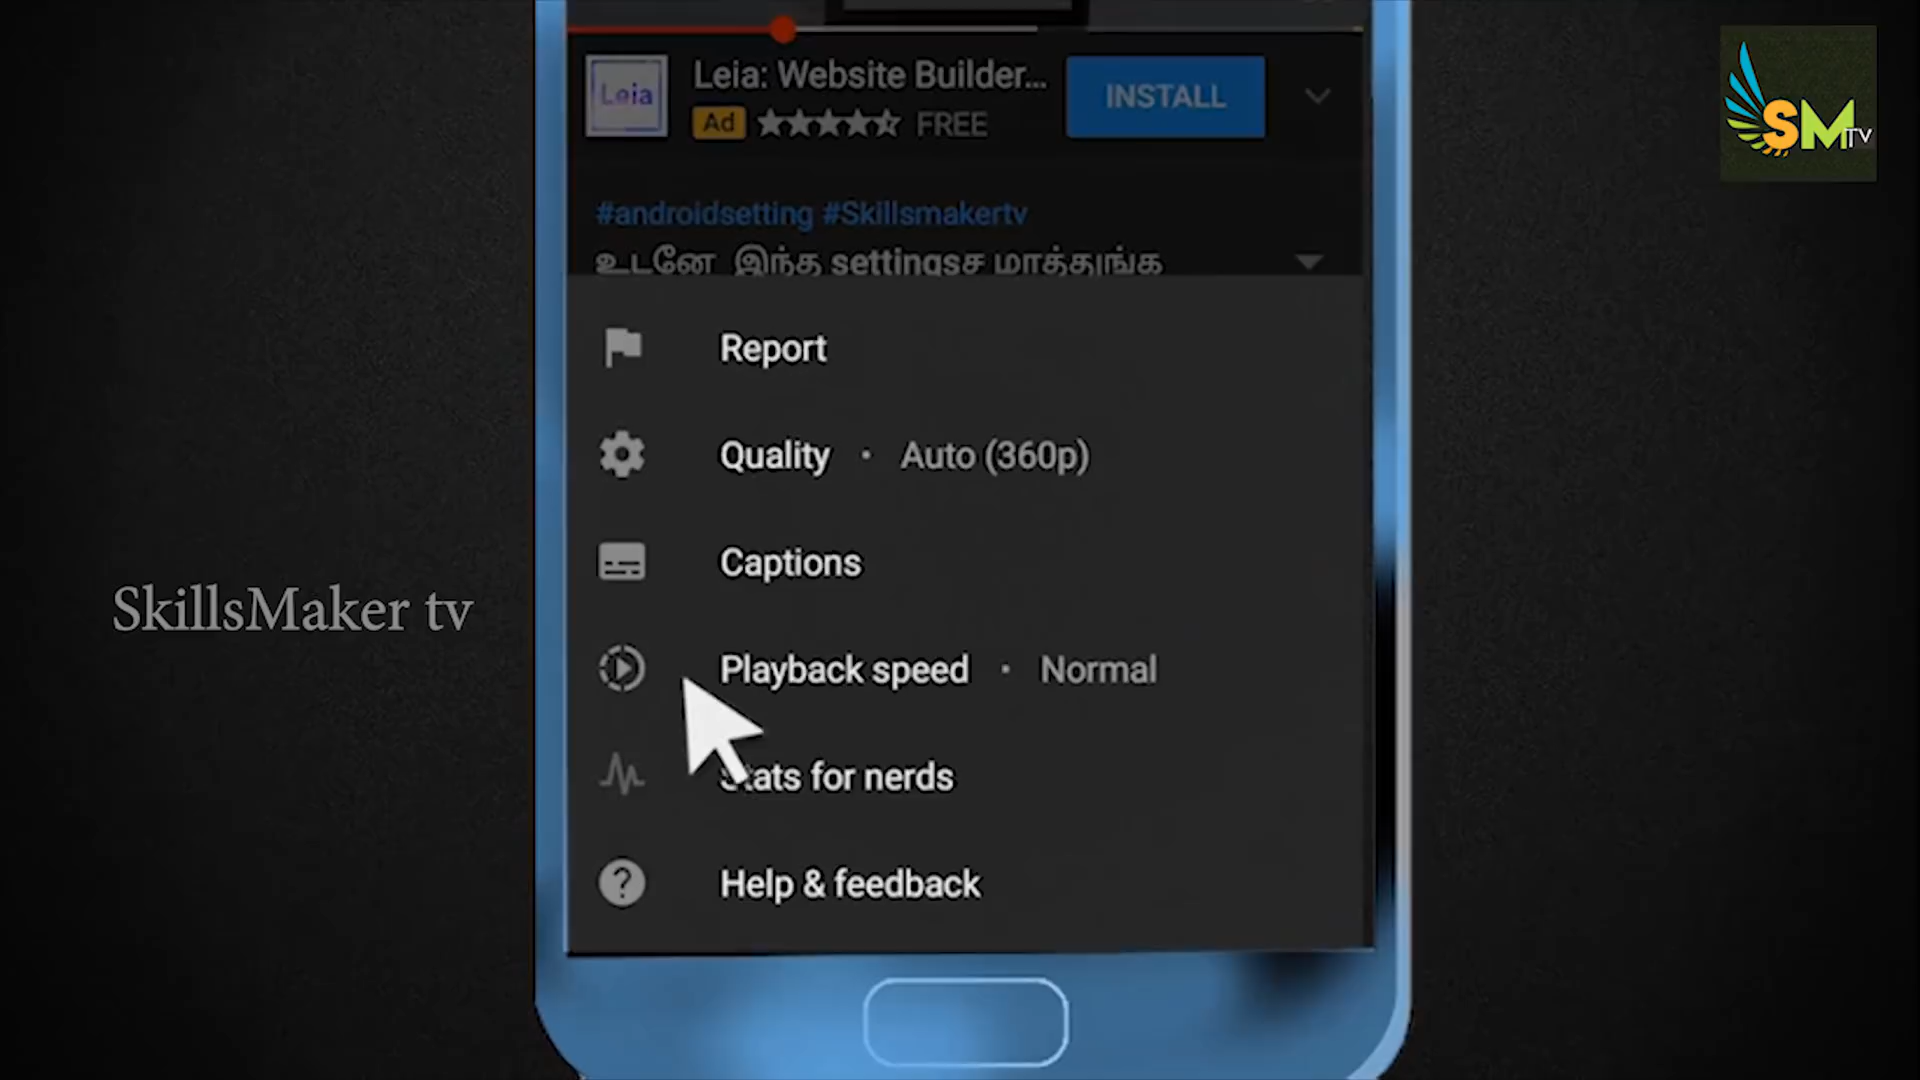 Leia
Leia: Website Builder...
Ad
FREE
INSTALL
SM TV
#androidsetting #Skillsmakertv
உடனே இந்த settingsச மாத்துங்க
Report
Quality · Auto (360p)
Captions
SkillsMaker tv
Playback speed · Normal
Stats for nerds
Help & feedback